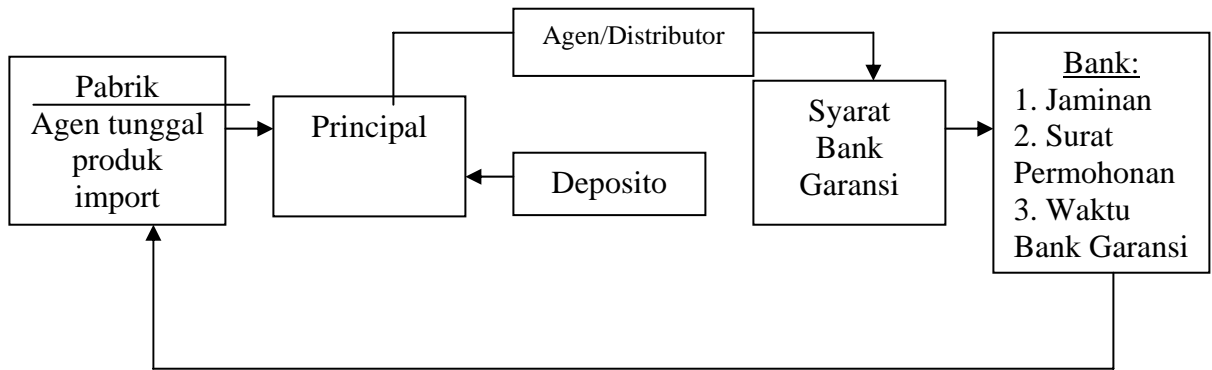 Pabrik
Agen tunggal
produk
import
Principal
Agen/Distributor
Deposito
Syarat
Bank
Garansi
Bank:
1. Jaminan
2. Surat
Permohonan
3. Waktu
Bank Garansi